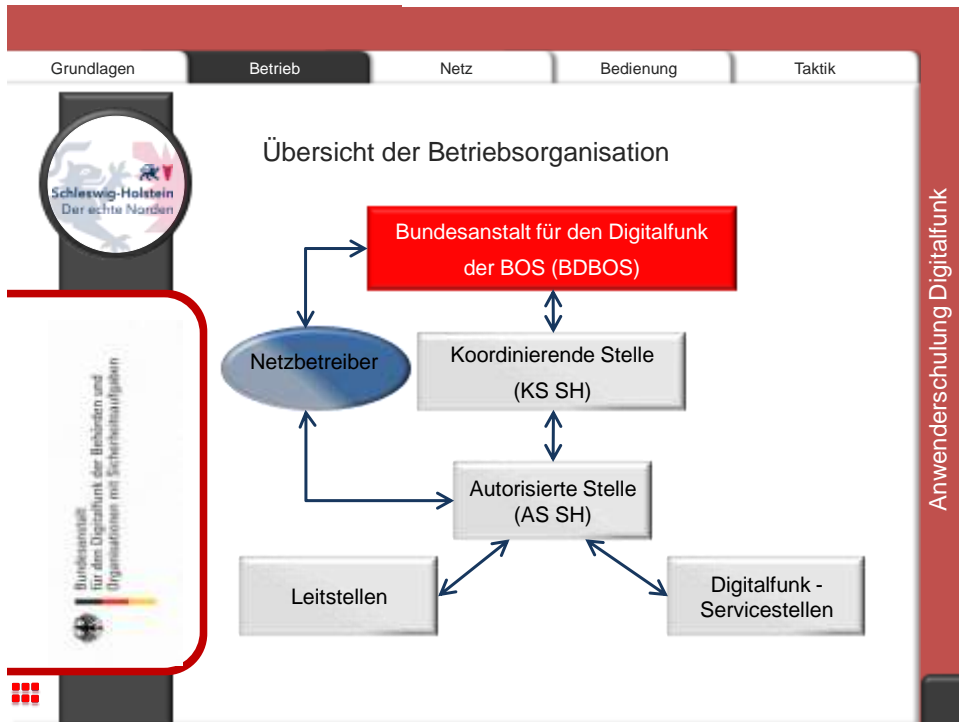 Grundlagen
Betrieb
Netz
Bedienung
Taktik
Schleswig-Holstein
Der echte Norden
Übersicht der Betriebsorganisation
Bundesanstalt für den Digitalfunk
der BOS (BDBOS)
Netzbetreiber
Koordinierende Stelle
(KS SH)
Autorisierte Stelle
(AS SH)
Leitstellen
Digitalfunk -
Servicestellen
Bundesanstalt
für den Digitalfunk der Behörden und
Organisationen mit Sicherheitsaufgaben
Anwenderschulung Digitalfunk